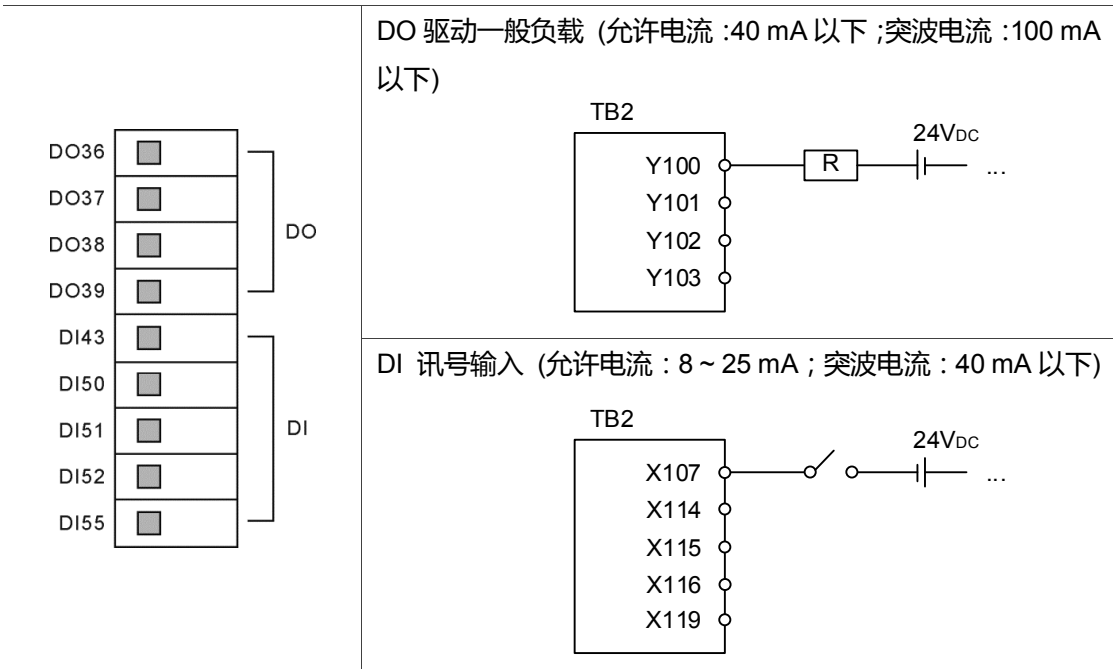 DO36
DO37
DO38
DO39
DI43
DI50
DI51
DI52
DI55
DO
DI
DO 驱动一般负载 (允许电流 :40 mA 以下 ;突波电流 :100 mA
以下)
TB2
24VDC
Y100
R
...
Y101
Y102
Y103
DI 讯号输入 (允许电流 : 8 ~ 25 mA ; 突波电流 : 40 mA 以下)
TB2
24VDC
X107
...
X114
X115
X116
X119